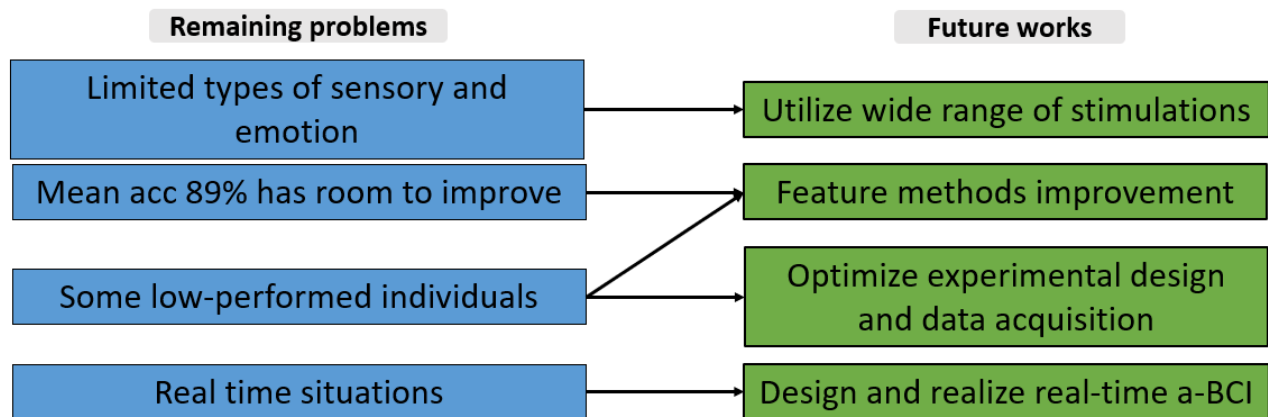 Remaining problems
Future works
Limited types of sensory and
emotion
Utilize wide range of stimulations
Mean acc 89% has room to improve
Feature methods improvement
Some low-performed individuals
Optimize experimental design
and data acquisition
Real time situations
Design and realize real-time a-BCI